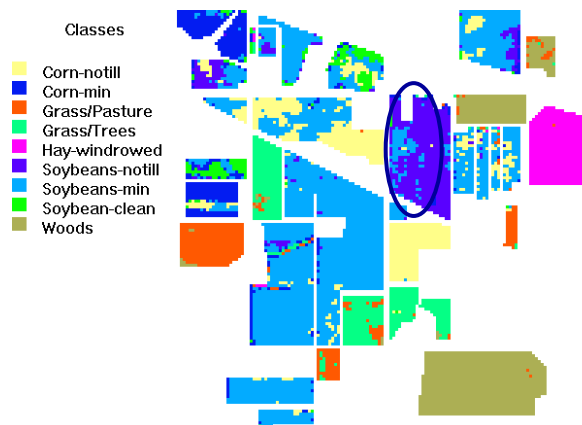 Classes
Corn-notill
Corn-min
Grass/Pasture
Grass/Trees
Hay-windrowed
Soybeans-notill
Soybeans-min
Soybean-clean
Woods